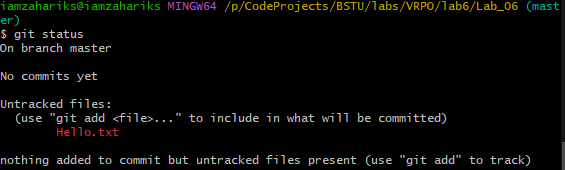 iamzahariks@iamzahariks MINGW64 /p/CodeProjects/BSTU/labs/VRPO/lab6/Lab_06 (mast
er)
$ git status
On branch master
No commits yet
Untracked files:
(use "git add <file>..." to include in what will be committed)
Hello.txt
nothing added to commit but untracked files present (use "git add" to track)